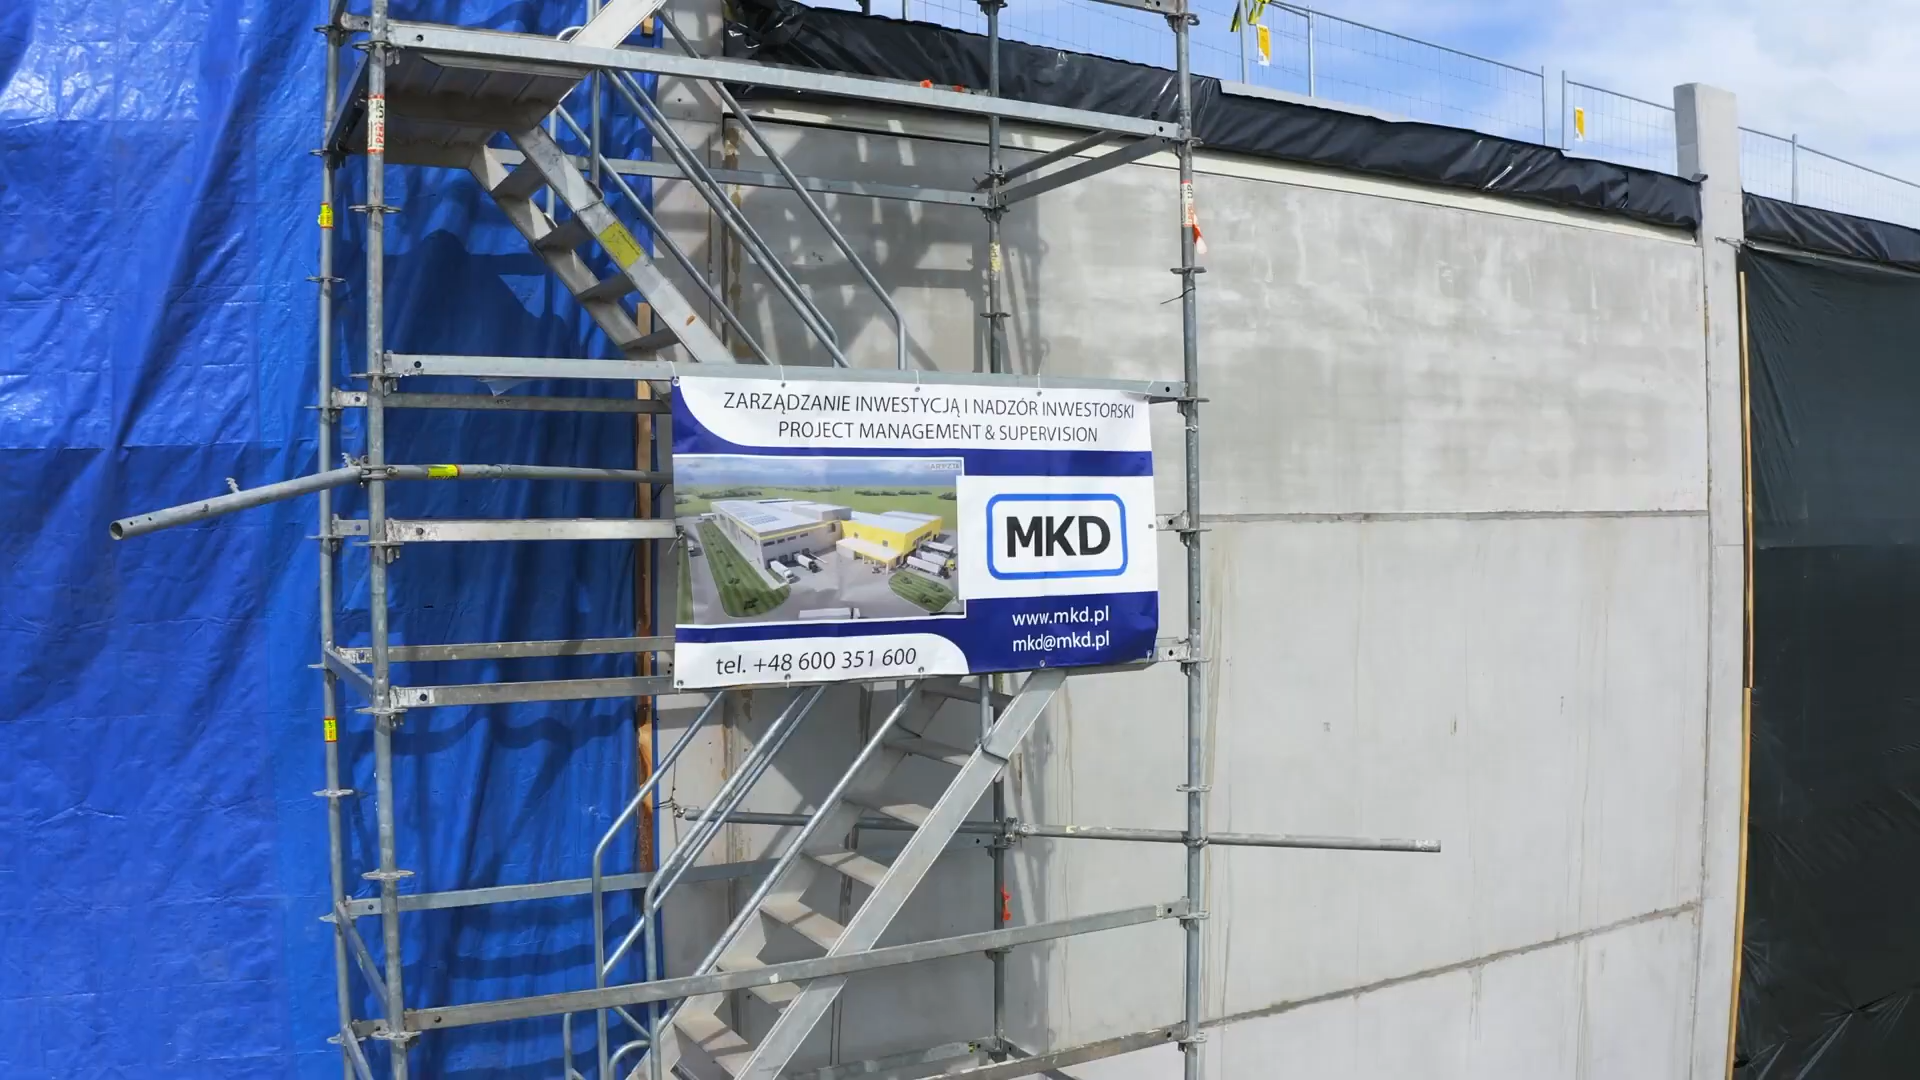 ZARZĄDZANIE INWESTYCJĄ I NADZÓR INWESTORSKI
PROJECT MANAGEMENT & SUPERVISION
ARYZTA
MKD
www.mkd.pl
mkd@mkd.pl
tel. +48 600 351 600